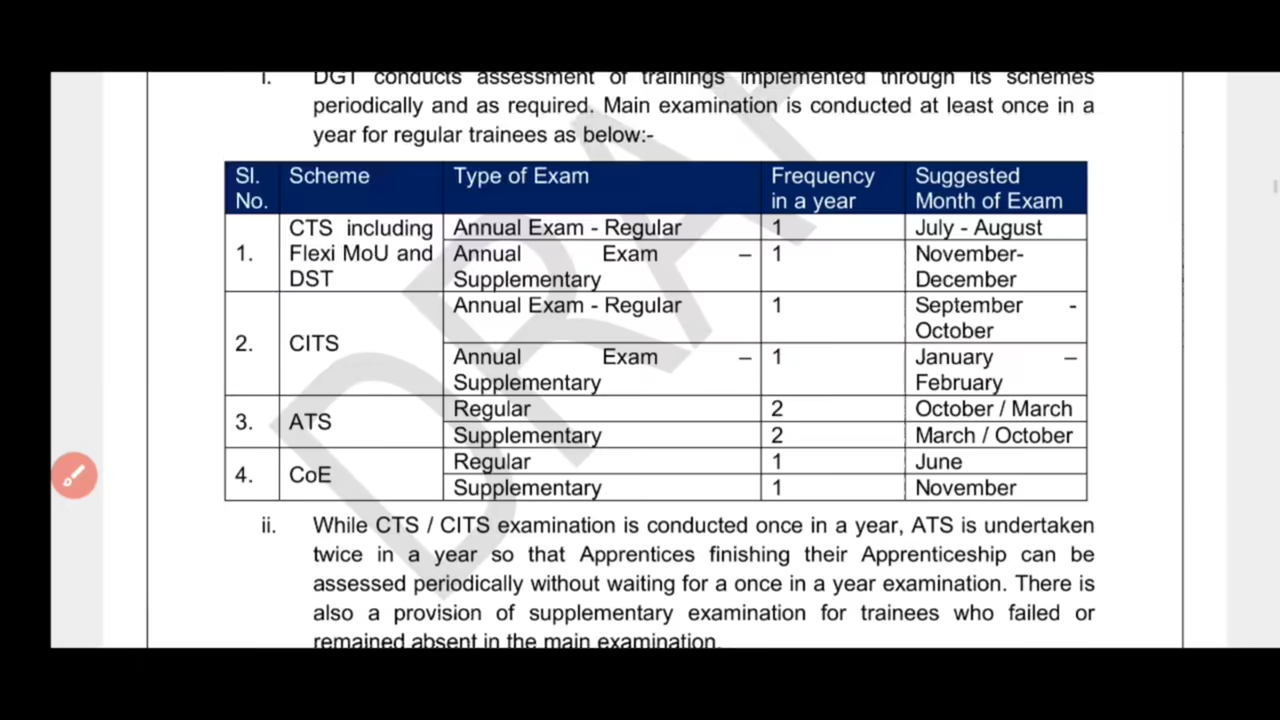 i. DGT conducts assessment of trainings implemented through its schemes
periodically and as required. Main examination is conducted at least once in a
year for regular trainees as below:-
Sl. No. Scheme Type of Exam Frequency in a year Suggested Month of Exam
1. CTS including Flexi MoU and DST Annual Exam - Regular 1 July - August
Annual Exam – Supplementary 1 November-December
2. CITS Annual Exam - Regular 1 September - October
Annual Exam – Supplementary 1 January – February
3. ATS Regular 2 October / March
Supplementary 2 March / October
4. CoE Regular 1 June
Supplementary 1 November
ii. While CTS / CITS examination is conducted once in a year, ATS is undertaken
twice in a year so that Apprentices finishing their Apprenticeship can be
assessed periodically without waiting for a once in a year examination. There is
also a provision of supplementary examination for trainees who failed or
remained absent in the main examination.
DRA